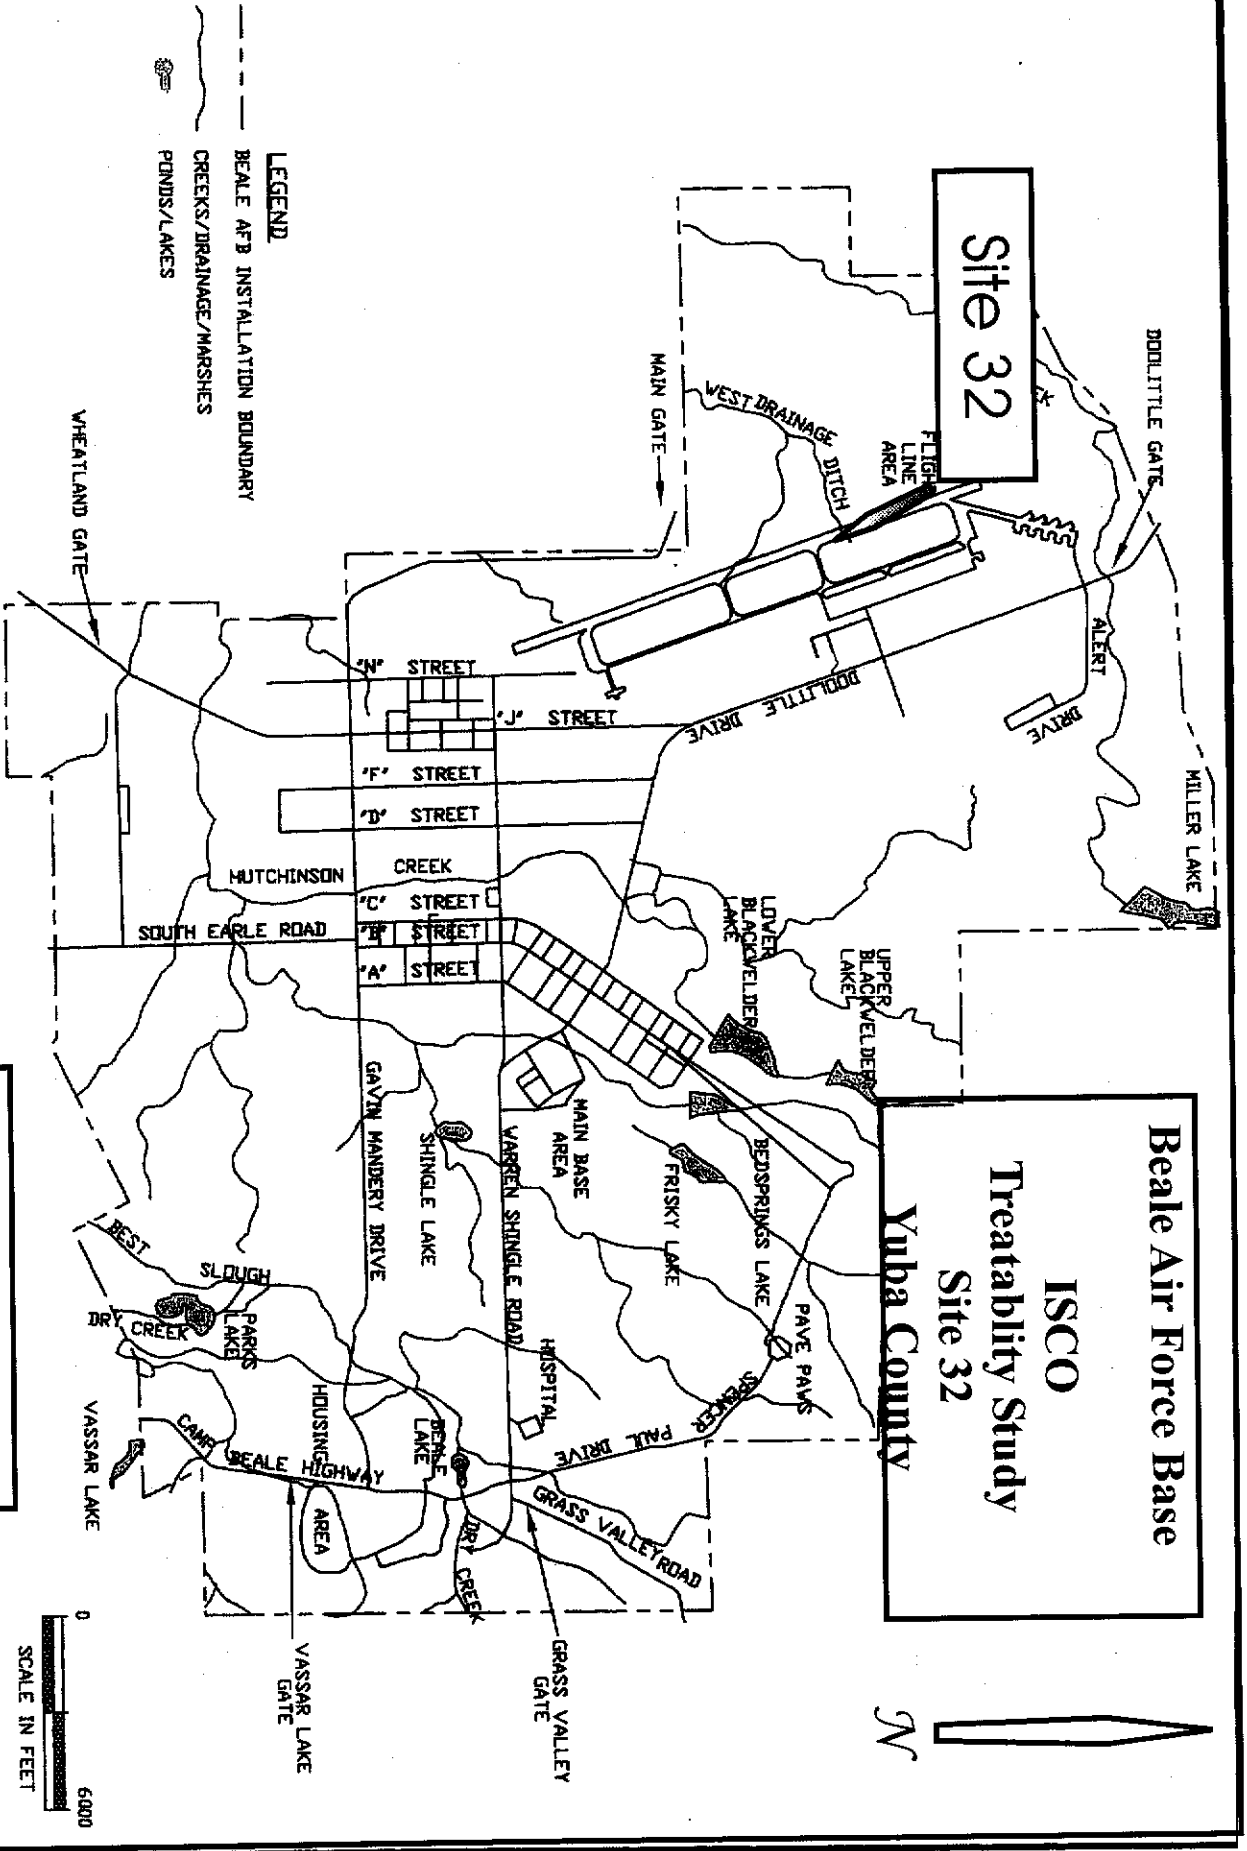 Beale Air Force Base
ISCO
Treatablity Study
Site 32
Yuba County
Site 32
DOOLITTLE GATE
EK
FLIGH
LINE
AREA
WEST DRAINAGE DITCH
MAIN GATE
ALERT DRIVE
MILLER LAKE
DOOLITTLE DRIVE
UPPER
BLACKWELDER
LAKE
LOWER
BLACKWELDER
LAKE
"N" STREET
"J" STREET
"F" STREET
"D" STREET
HUTCHINSON CREEK
"C" STREET
"B" STREET
"A" STREET
SOUTH EARLE ROAD
WHEATLAND GATE
MAIN BASE
AREA
BEDSPRINGS LAKE
FRISKY LAKE
SHINGLE LAKE
WARREN SHINGLE ROAD
GAVIN MANDERY DRIVE
PAVE PAWS
SPENCER PAUL DRIVE
HOSPITAL
BEALE
LAKE
BEST SLOUGH
DRY CREEK
PARKS
LAKE
HOUSING
AREA
CAMP BEALE HIGHWAY
VASSAR LAKE
GRASS VALLEY ROAD
DRY CREEK
GRASS VALLEY
GATE
VASSAR LAKE
GATE
N
LEGEND
BEALE AFB INSTALLATION BOUNDARY
CREEKS/DRAINAGE/MARSHES
PONDS/LAKES
0 6000
SCALE IN FEET